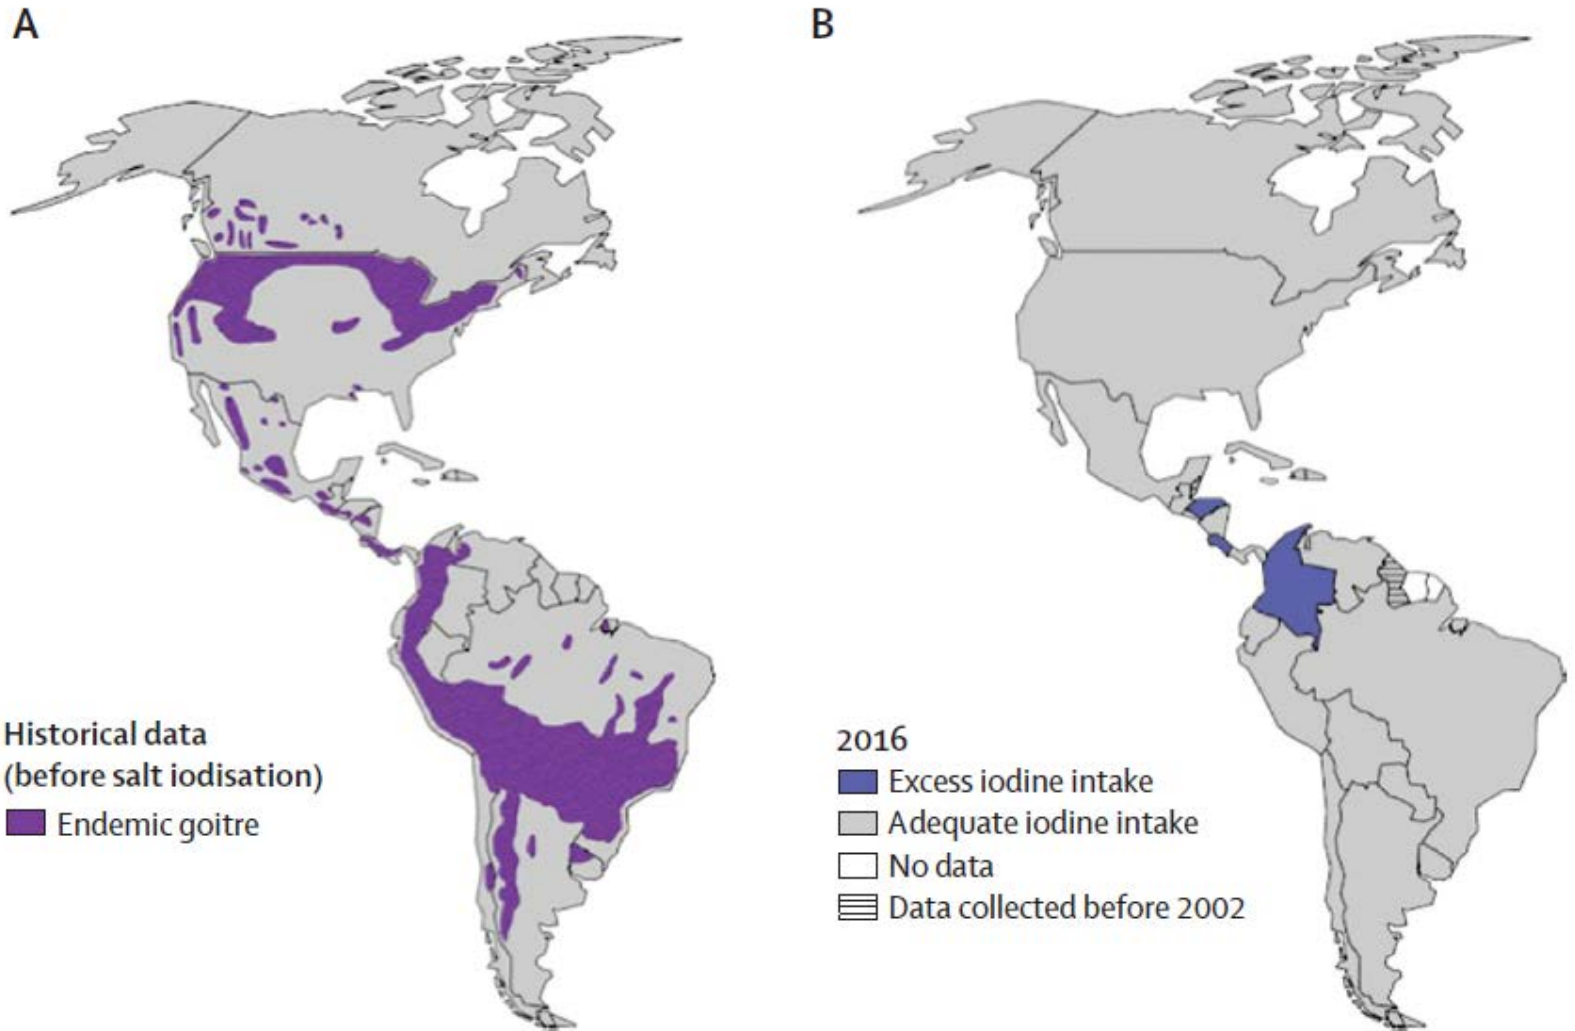 A
B
Historical data
(before salt iodisation)
Endemic goitre
2016
Excess iodine intake
Adequate iodine intake
No data
Data collected before 2002